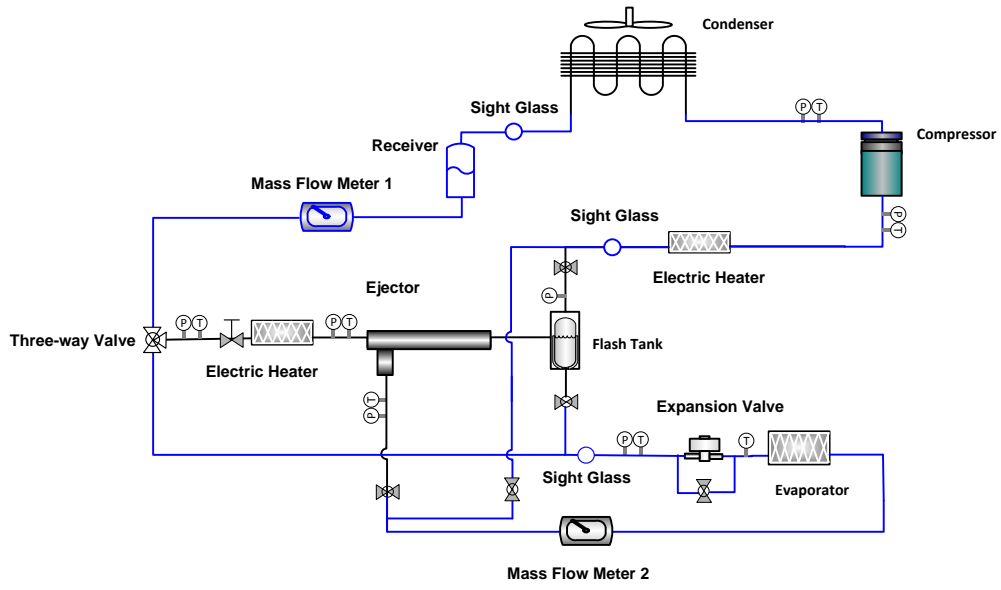 Condenser
Sight Glass
P T
Compressor
Receiver
Mass Flow Meter 1
P
T
Sight Glass
Electric Heater
Ejector
P
P T
P T
Three-way Valve
Flash Tank
Electric Heater
T
P
Expansion Valve
P T
T
Sight Glass
Evaporator
Mass Flow Meter 2